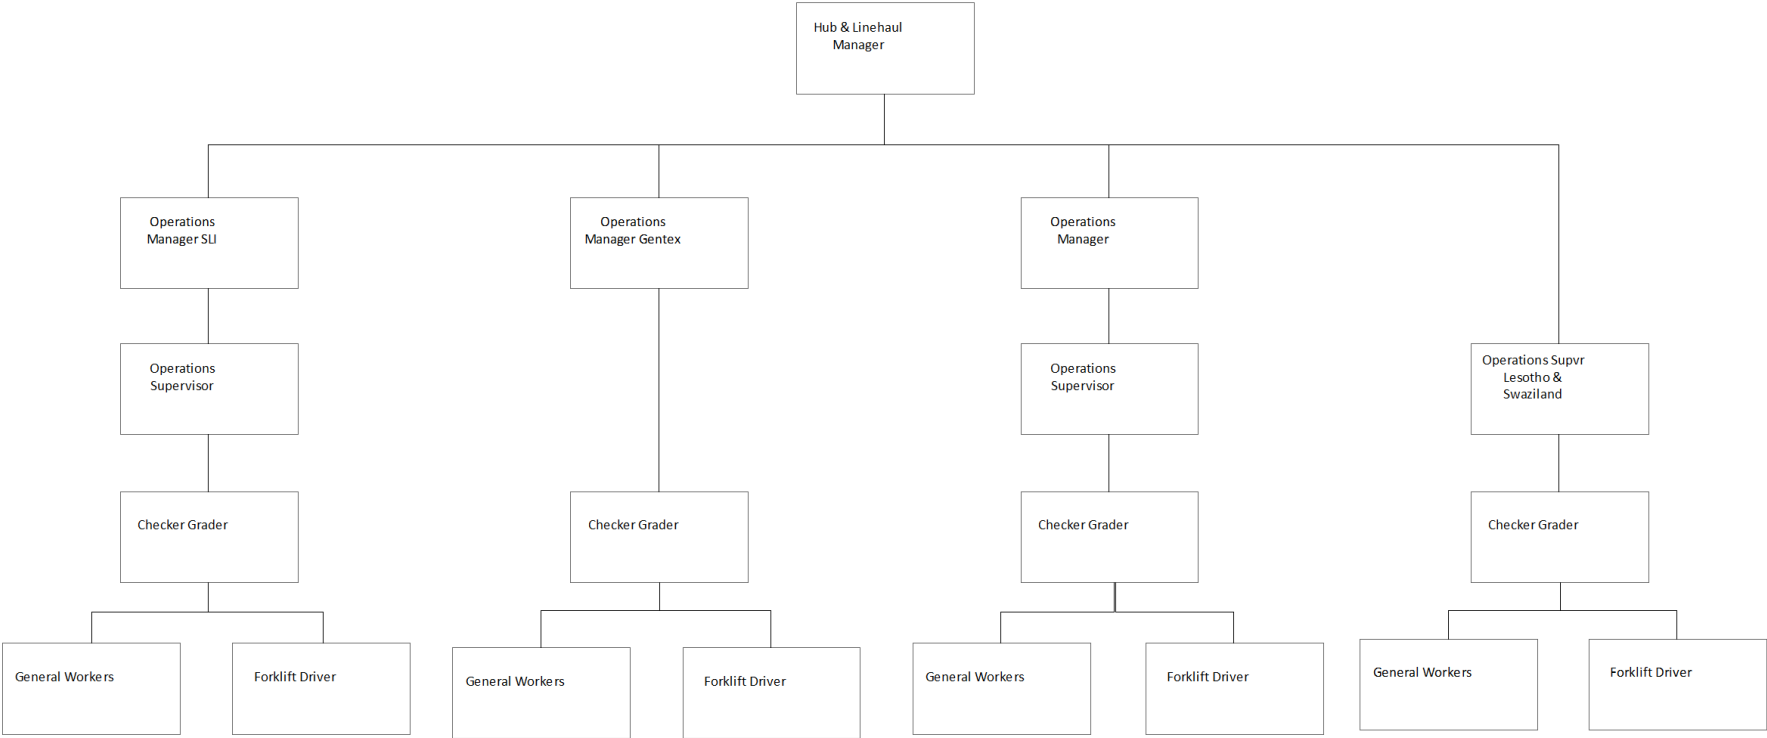 Hub & Linehaul
Manager
Operations
Manager SLI
Operations
Manager Gentex
Operations
Manager
Operations
Supervisor
Operations
Supervisor
Operations Supvr
Lesotho &
Swaziland
Checker Grader
Checker Grader
Checker Grader
Checker Grader
General Workers
Forklift Driver
General Workers
Forklift Driver
General Workers
Forklift Driver
General Workers
Forklift Driver